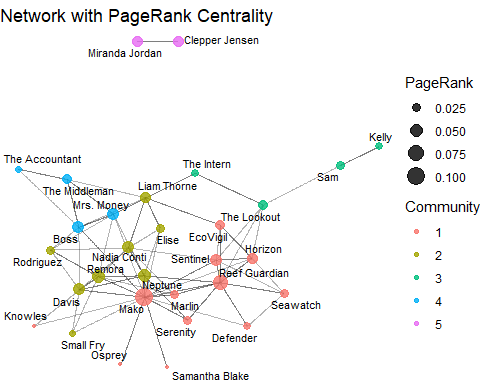 Network with PageRank Centrality
Clepper Jensen
Miranda Jordan
Kelly
The Accountant
The Intern
Sam
The Middleman
Liam Thorne
Mrs. Money
The Lookout
Boss
Elise
EcoVigil
Nadia Conti
Horizon
Rodriguez
Sentinel
Remora
Reef Guardian
Neptune
Davis
Mako
Marlin
Seawatch
Knowles
Serenity
Defender
Small Fry
Osprey
Samantha Blake
PageRank
0.025
0.050
0.075
0.100
Community
1
2
3
4
5